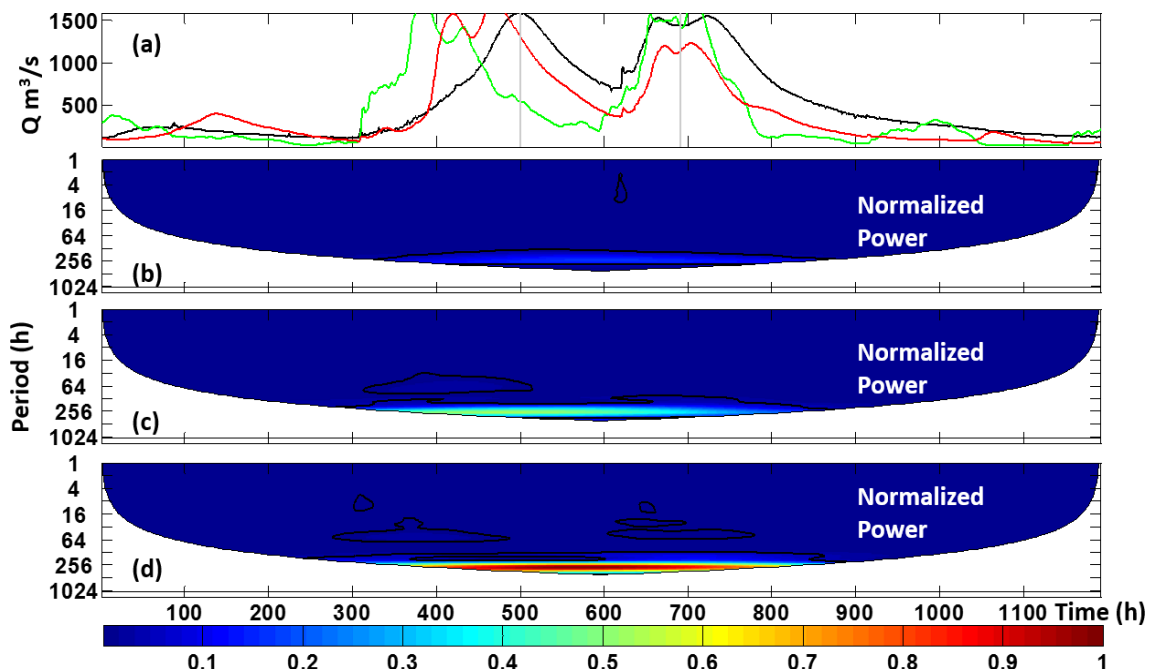 (a)
Q m³/s
1500
1000
500
1
4
16
64
256
1024
Normalized
Power
(b)
Period (h)
1
4
16
64
256
1024
Normalized
Power
(c)
1
4
16
64
256
1024
Normalized
Power
(d)
100 200 300 400 500 600 700 800 900 1000 1100 Time (h)
0.1 0.2 0.3 0.4 0.5 0.6 0.7 0.8 0.9 1